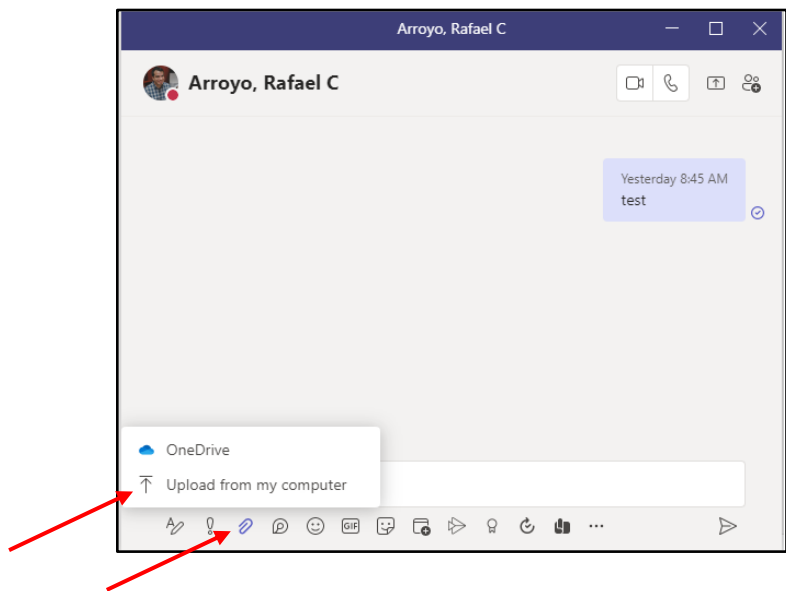 Arroyo, Rafael C
Arroyo, Rafael C
Yesterday 8:45 AM
test
OneDrive
Upload from my computer
GIF